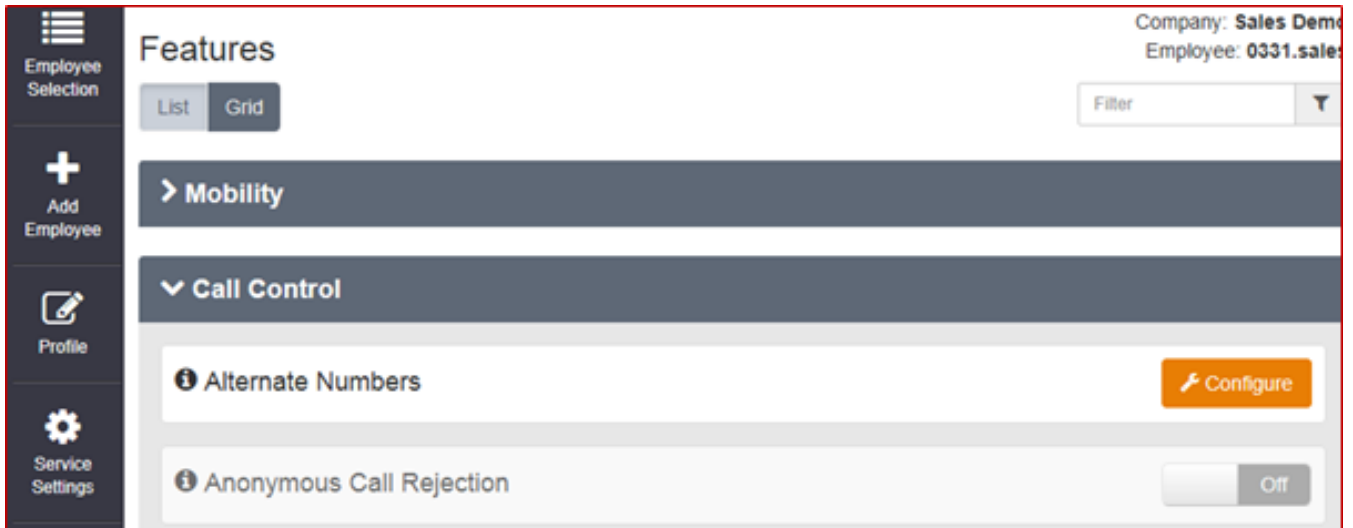 Employee
Selection
Add
Employee
Profile
Service
Settings
Features
Company: Sales Demo
Employee: 0331.sales
List
Grid
Filter
Mobility
Call Control
Alternate Numbers
Configure
Anonymous Call Rejection
Off